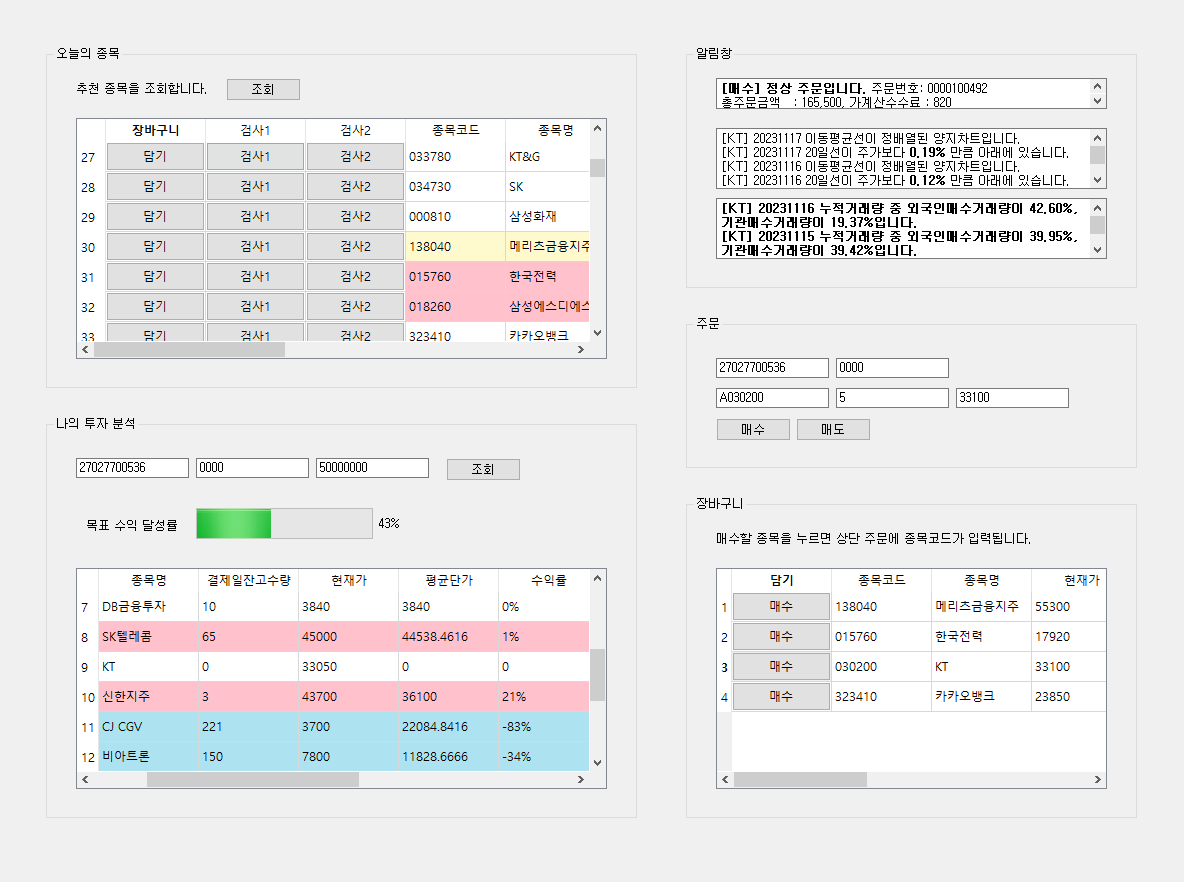 오늘의 종목
추천 종목을 조회합니다. 조회
장바구니 검사1 검사2 종목코드 종목명
27 담기 검사1 검사2 033780 KT&G
28 담기 검사1 검사2 034730 SK
29 담기 검사1 검사2 000810 삼성화재
30 담기 검사1 검사2 138040 메리츠금융지주
31 담기 검사1 검사2 015760 한국전력
32 담기 검사1 검사2 018260 삼성에스디에스
33 담기 검사1 검사2 323410 카카오뱅크
나의 투자 분석
27027700536 0000 50000000 조회
목표 수익 달성률 43%
종목명 결제일잔고수량 현재가 평균단가 수익률
7 DB금융투자 10 3840 3840 0%
8 SK텔레콤 65 45000 44538.4616 1%
9 KT 0 33050 0 0
10 신한지주 3 43700 36100 21%
11 CJ CGV 221 3700 22084.8416 -83%
12 비아트론 150 7800 11828.6666 -34%
알림창
[매수] 정상 주문입니다. 주문번호: 0000100492
총주문금액 : 165,500, 가계산수수료 : 820
[KT] 20231117 이동평균선이 정배열된 양지차트입니다.
[KT] 20231117 20일선이 주가보다 0.19% 만큼 아래에 있습니다.
[KT] 20231116 이동평균선이 정배열된 양지차트입니다.
[KT] 20231116 20일선이 주가보다 0.12% 만큼 아래에 있습니다.
[KT] 20231116 누적거래량 중 외국인매수거래량이 42.60%,
기관매수거래량이 19.37%입니다.
[KT] 20231115 누적거래량 중 외국인매수거래량이 39.95%,
기관매수거래량이 39.42%입니다.
주문
27027700536 0000
A030200 5 33100
매수 매도
장바구니
매수할 종목을 누르면 상단 주문에 종목코드가 입력됩니다.
담기 종목코드 종목명 현재가
1 매수 138040 메리츠금융지주 55300
2 매수 015760 한국전력 17920
3 매수 030200 KT 33100
4 매수 323410 카카오뱅크 23850